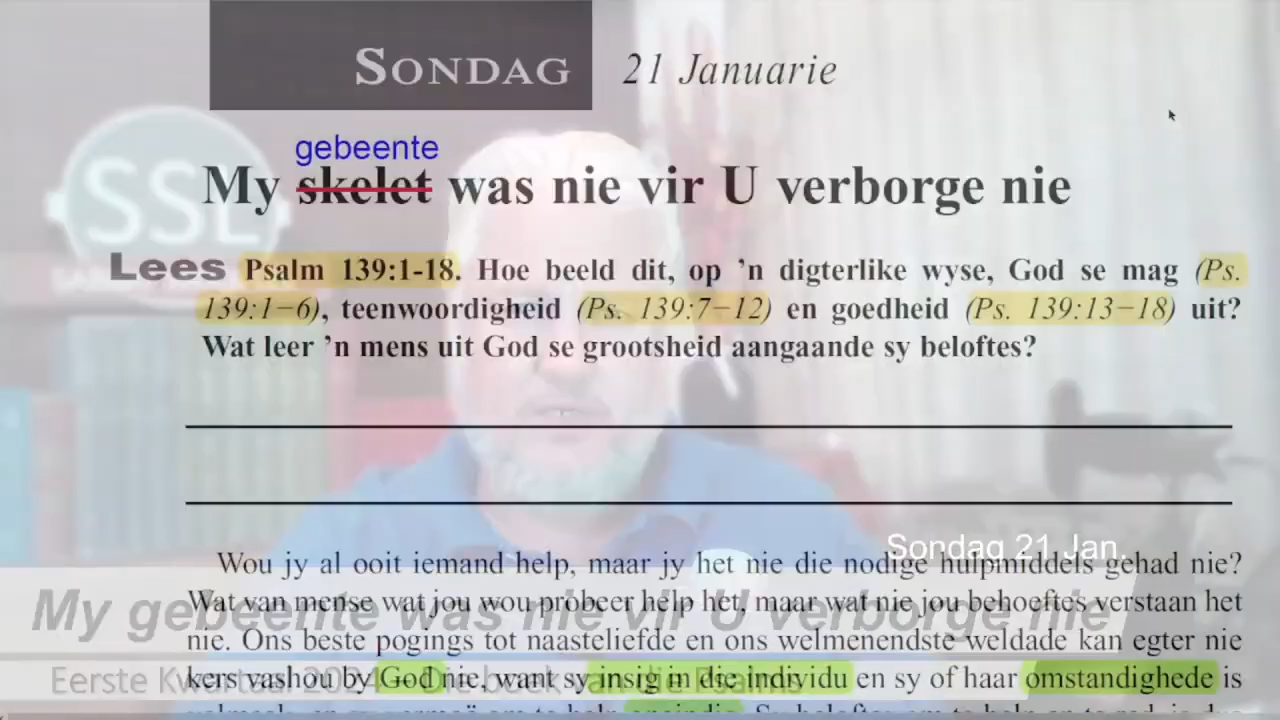 SONDAG 21 Januarie
gebeente
My skelet was nie vir U verborge nie
SSL
Lees Psalm 139:1-18. Hoe beeld dit, op ’n digterlike wyse, God se mag (Ps.
139:1–6), teenwoordigheid (Ps. 139:7–12) en goedheid (Ps. 139:13–18) uit?
Wat leer ’n mens uit God se grootsheid aangaande sy beloftes?
Sondag 21 Jan.
Wou jy al ooit iemand help, maar jy het nie die nodige hulpmiddels gehad nie?
My gebeente was nie vir U verborge nie
Wat van mense wat jou wou probeer help het, maar wat nie jou behoeftes verstaan het
nie. Ons beste pogings tot naasteliefde en ons welmenendste weldade kan egter nie
Eerste Kwartaal 2024 Die boek van die Psalms
kers vashou by God nie, want sy insig in die individu en sy of haar omstandighede is